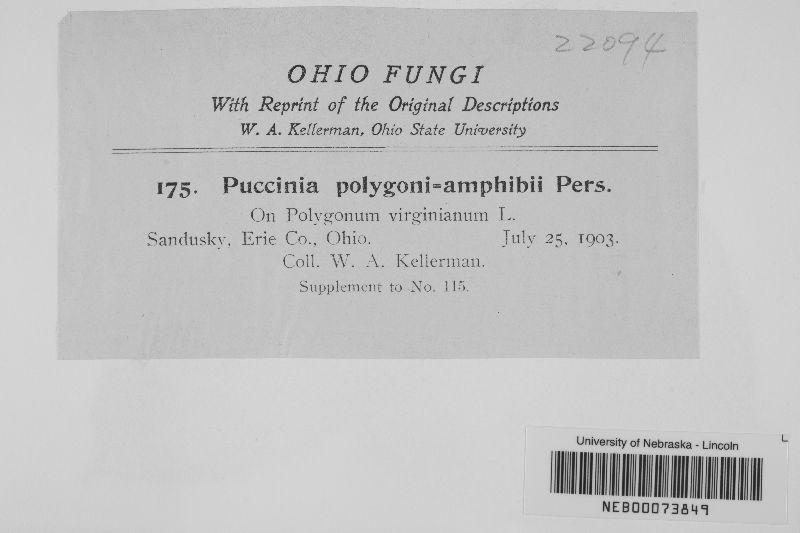 22094
OHIO FUNGI
With Reprint of the Original Descriptions
W. A. Kellerman, Ohio State University
175. Puccinia polygoni=amphibii Pers.
On Polygonum virginianum L.
Sandusky, Erie Co., Ohio. July 25, 1903.
Coll. W. A. Kellerman.
Supplement to No. 115.
University of Nebraska - Lincoln
L
NEB00073849